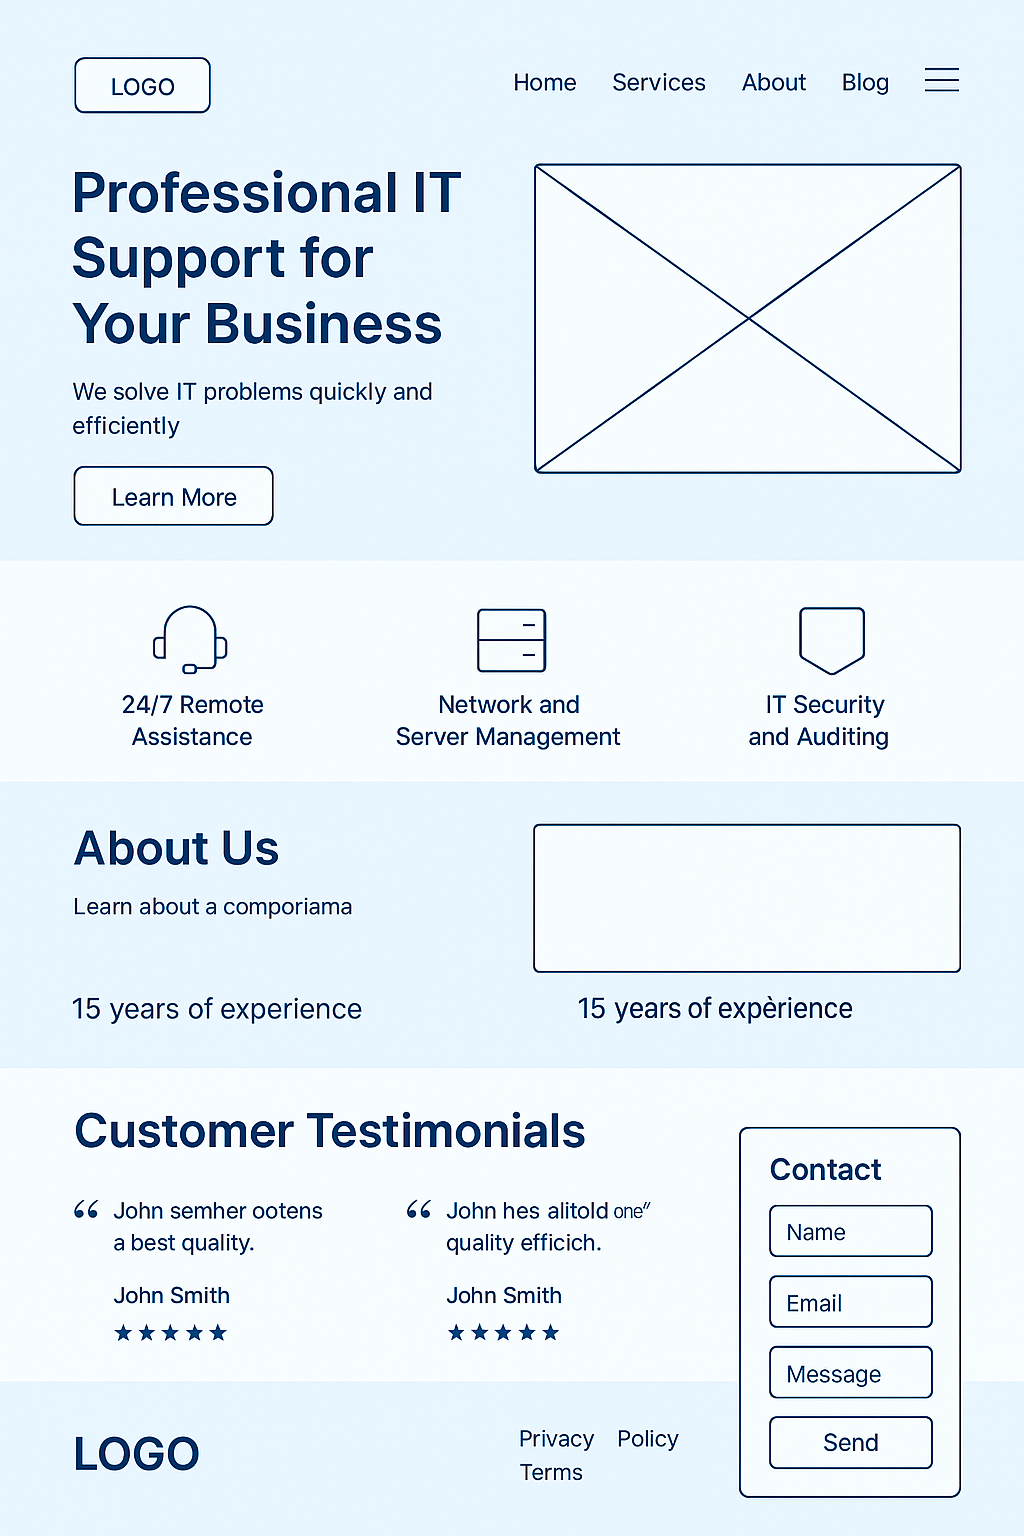 LOGO
Home Services About Blog
Professional IT
Support for
Your Business
We solve IT problems quickly and
efficiently
Learn More
24/7 Remote
Assistance
Network and
Server Management
IT Security
and Auditing
About Us
Learn about a comporiama
15 years of experience
15 years of expèrience
Customer Testimonials
“ John semher ootens
a best quality.
John Smith
★★★★★
“ John hes alitold one”
quality efficich.
John Smith
★★★★★
Contact
Name
Email
Message
Send
LOGO
Privacy Policy
Terms